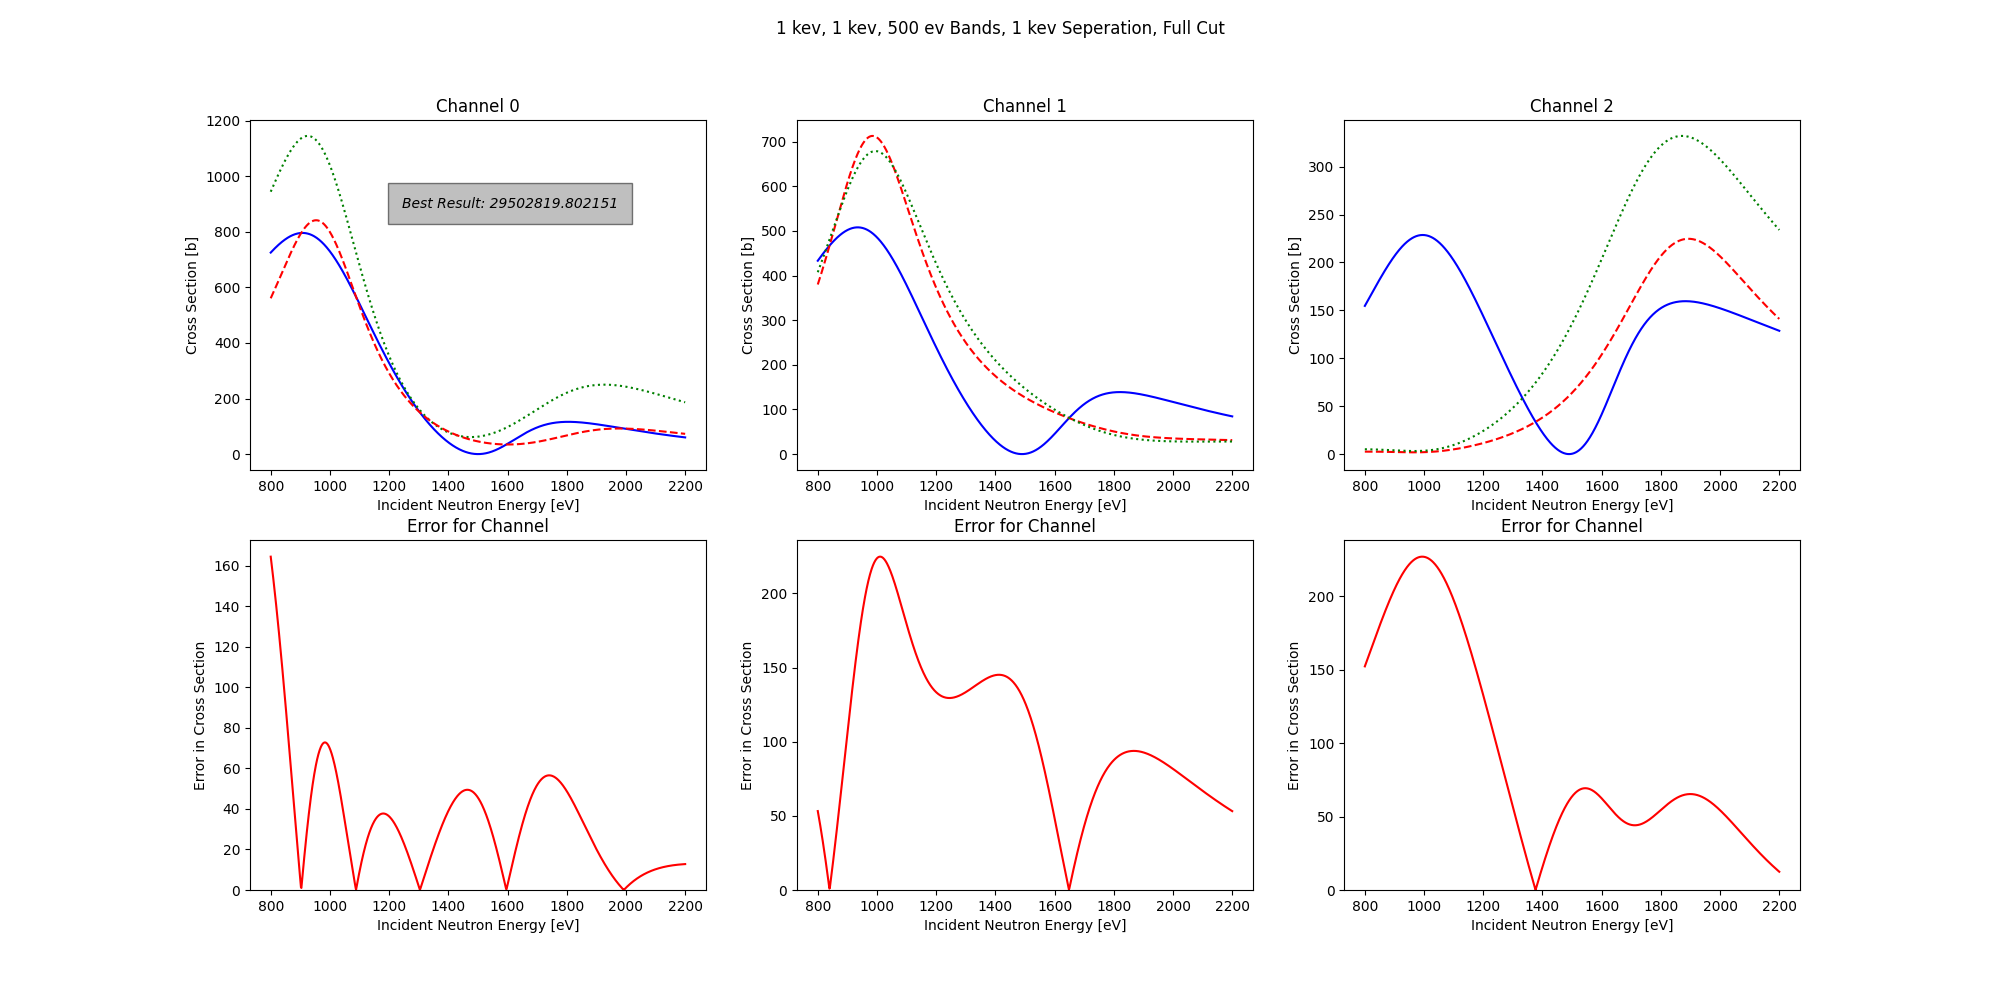 1 kev, 1 kev, 500 ev Bands, 1 kev Seperation, Full Cut
Channel 0
Cross Section [b]
1200
1000
800
600
400
200
0
Best Result: 29502819.802151
800 1000 1200 1400 1600 1800 2000 2200
Incident Neutron Energy [eV]
Channel 1
Cross Section [b]
700
600
500
400
300
200
100
0
800 1000 1200 1400 1600 1800 2000 2200
Incident Neutron Energy [eV]
Channel 2
Cross Section [b]
300
250
200
150
100
50
0
800 1000 1200 1400 1600 1800 2000 2200
Incident Neutron Energy [eV]
Error for Channel
Error in Cross Section
160
140
120
100
80
60
40
20
0
800 1000 1200 1400 1600 1800 2000 2200
Incident Neutron Energy [eV]
Error for Channel
Error in Cross Section
200
150
100
50
0
800 1000 1200 1400 1600 1800 2000 2200
Incident Neutron Energy [eV]
Error for Channel
Error in Cross Section
200
150
100
50
0
800 1000 1200 1400 1600 1800 2000 2200
Incident Neutron Energy [eV]